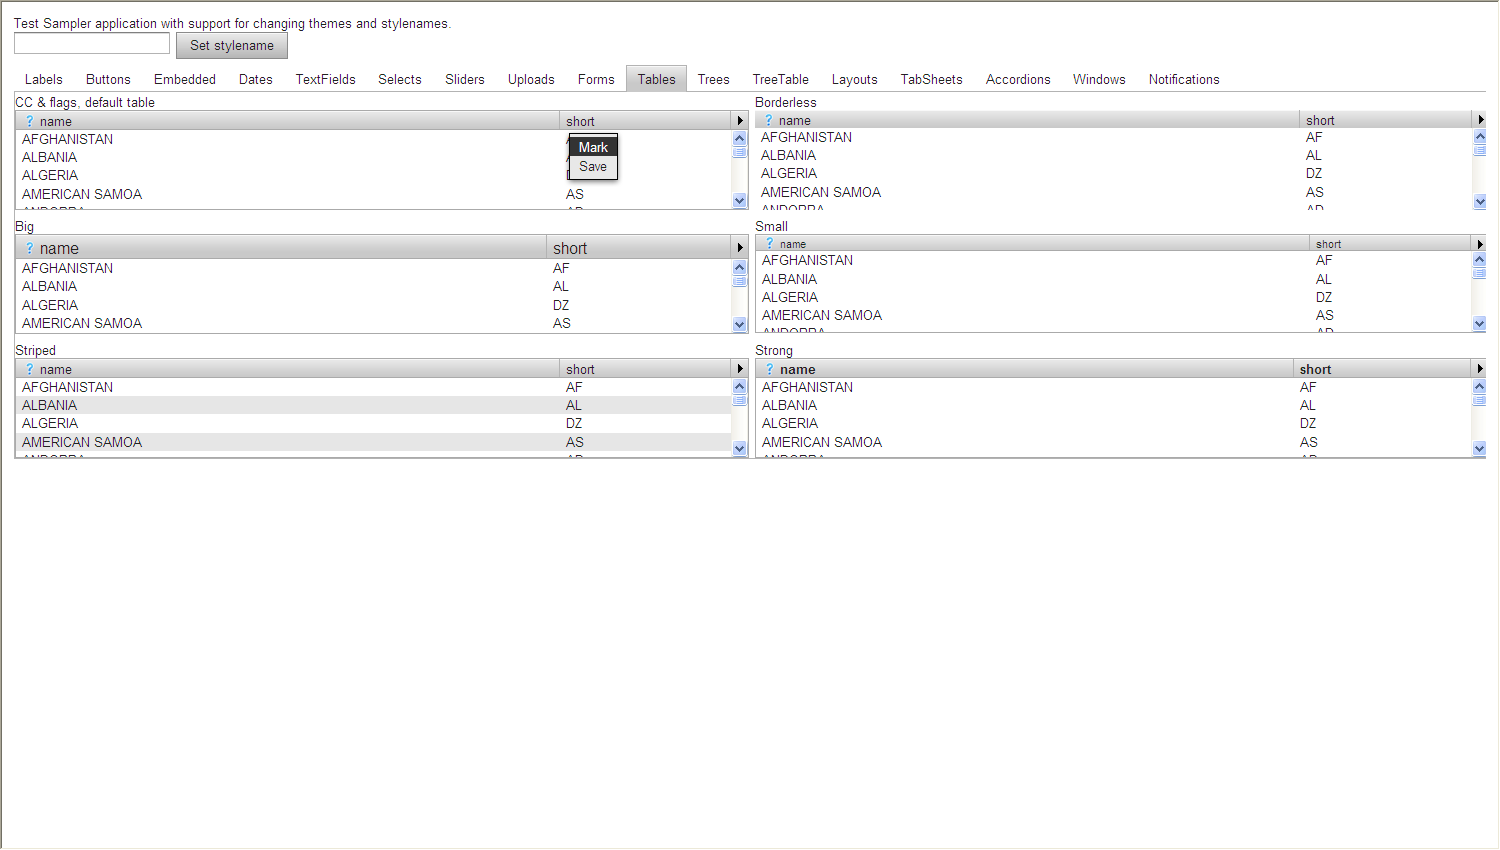 Test Sampler application with support for changing themes and stylenames.
Set stylename
Labels Buttons Embedded Dates TextFields Selects Sliders Uploads Forms Tables Trees TreeTable Layouts TabSheets Accordions Windows Notifications
CC & flags, default table
? name short
AFGHANISTAN
ALBANIA
ALGERIA
AMERICAN SAMOA AS
Mark
Save
Borderless
? name short
AFGHANISTAN AF
ALBANIA AL
ALGERIA DZ
AMERICAN SAMOA AS
ANDORRA AD
Big
? name short
AFGHANISTAN AF
ALBANIA AL
ALGERIA DZ
AMERICAN SAMOA AS
Small
? name short
AFGHANISTAN AF
ALBANIA AL
ALGERIA DZ
AMERICAN SAMOA AS
ANDORRA AD
Striped
? name short
AFGHANISTAN AF
ALBANIA AL
ALGERIA DZ
AMERICAN SAMOA AS
Strong
? name short
AFGHANISTAN AF
ALBANIA AL
ALGERIA DZ
AMERICAN SAMOA AS